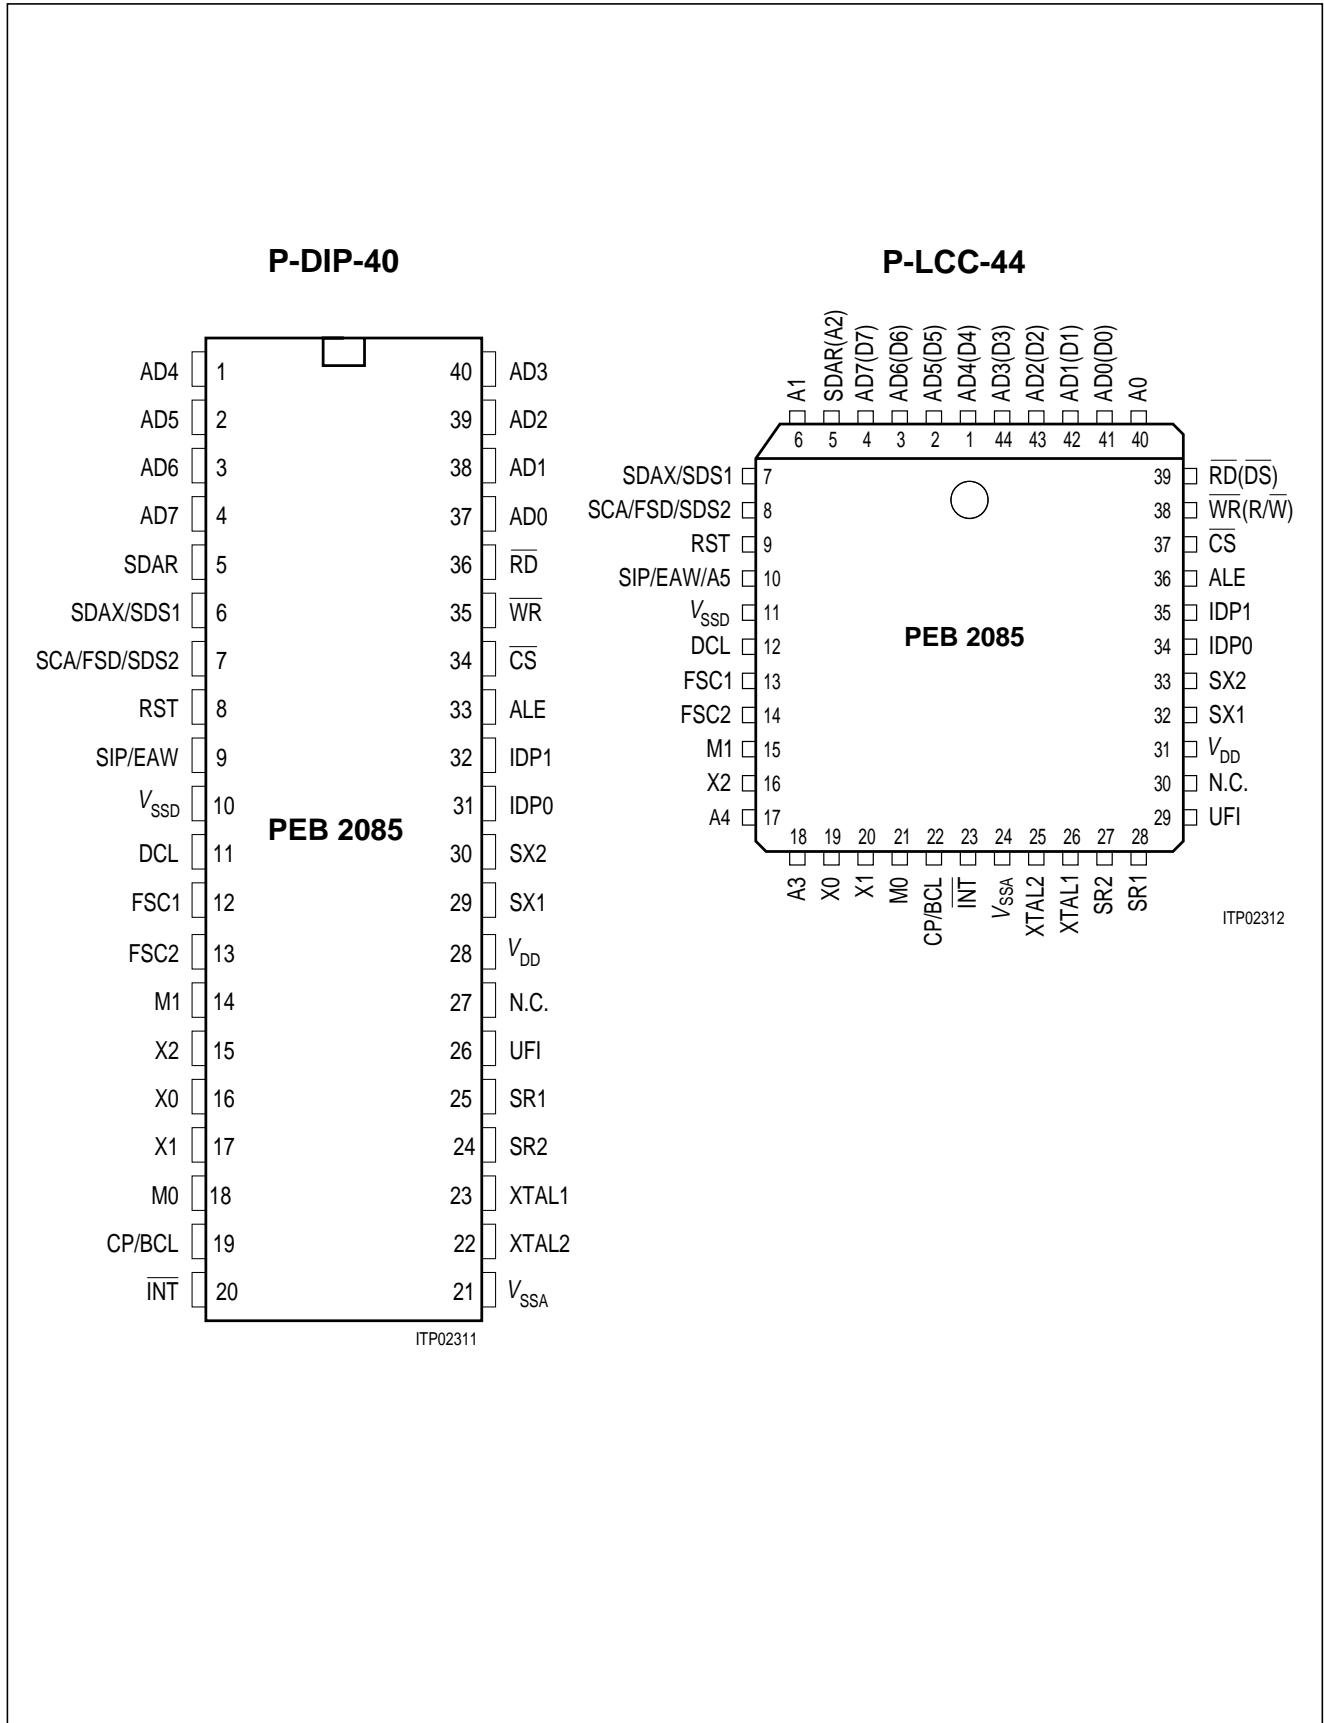 P-DIP-40
AD4 1 40 AD3
AD5 2 39 AD2
AD6 3 38 AD1
AD7 4 37 AD0
SDAR 5 36 R̅D̅
SDAX/SDS1 6 35 W̅R̅
SCA/FSD/SDS2 7 34 C̅S̅
RST 8 33 ALE
SIP/EAW 9 32 IDP1
VSSD 10 31 IDP0
PEB 2085
DCL 11 30 SX2
FSC1 12 29 SX1
FSC2 13 28 VDD
M1 14 27 N.C.
X2 15 26 UFI
X0 16 25 SR1
X1 17 24 SR2
M0 18 23 XTAL1
CP/BCL 19 22 XTAL2
I̅N̅T̅ 20 21 VSSA
ITP02311
P-LCC-44
A1 SDAR(A2) AD7(D7) AD6(D6) AD5(D5) AD4(D4) AD3(D3) AD2(D2) AD1(D1) AD0(D0) A0
6 5 4 3 2 1 44 43 42 41 40
SDAX/SDS1 7 39 R̅D̅(D̅S̅)
SCA/FSD/SDS2 8 38 W̅R̅(R/W̅)
RST 9 37 C̅S̅
SIP/EAW/A5 10 36 ALE
VSSD 11 35 IDP1
PEB 2085
DCL 12 34 IDP0
FSC1 13 33 SX2
FSC2 14 32 SX1
M1 15 31 VDD
X2 16 30 N.C.
A4 17 29 UFI
18 19 20 21 22 23 24 25 26 27 28
A3 X0 X1 M0 CP/BCL I̅N̅T̅ VSSA XTAL2 XTAL1 SR2 SR1
ITP02312